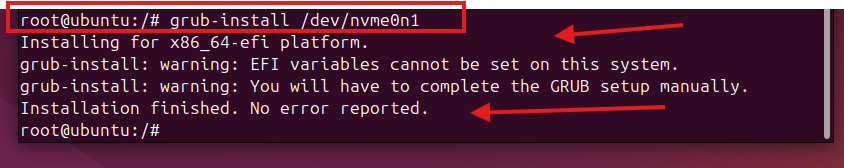 root@ubuntu:/# grub-install /dev/nvme0n1
Installing for x86_64-efi platform.
grub-install: warning: EFI variables cannot be set on this system.
grub-install: warning: You will have to complete the GRUB setup manually.
Installation finished. No error reported.
root@ubuntu:/#